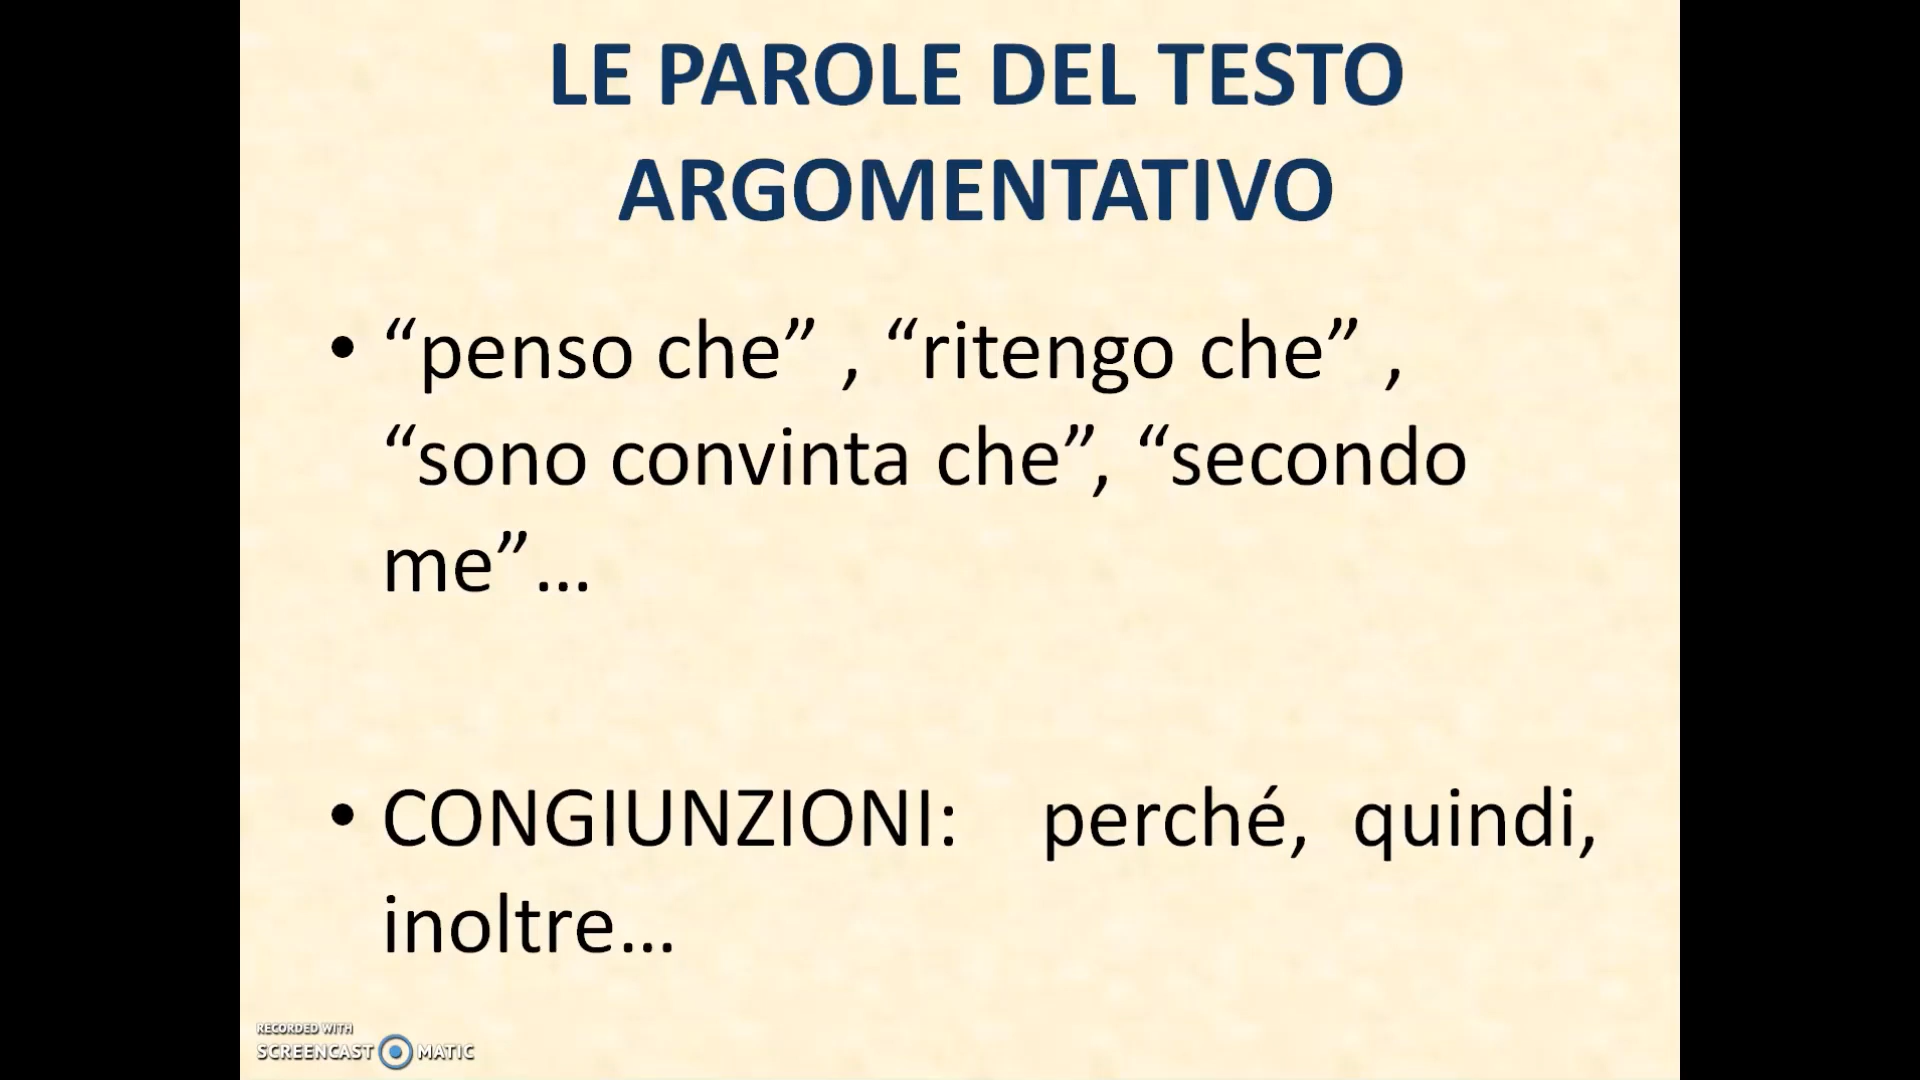 LE PAROLE DEL TESTO
ARGOMENTATIVO
• “penso che” , “ritengo che” ,
“sono convinta che”, “secondo
me”…
• CONGIUNZIONI: perché, quindi,
inoltre…
RECORDED WITH
SCREENCAST MATIC